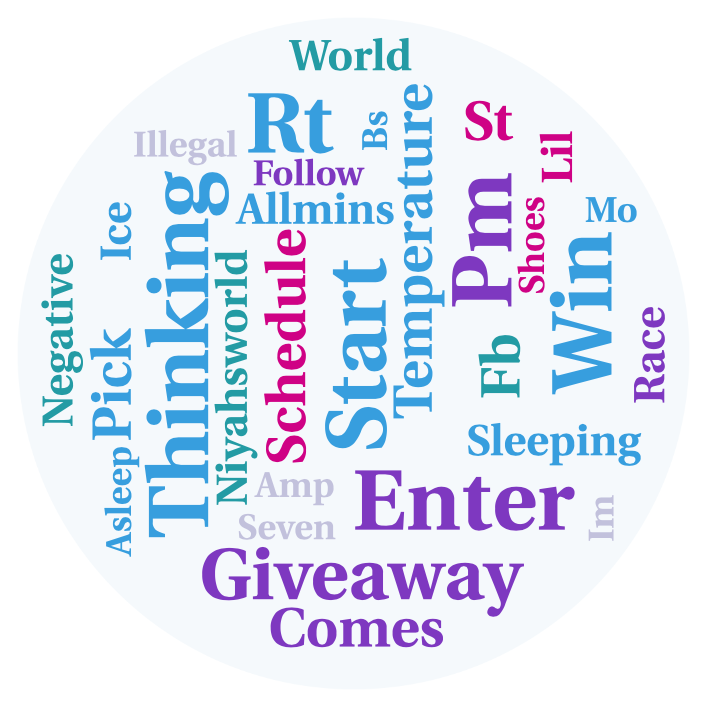 World
Rt
Bs
St
Illegal
Follow
Temperature
Lil
Allmins
Pm
Shoes
Mo
Ice
Thinking
Negative
Niyahsworld
Schedule
Start
Win
Race
Pick
Fb
Asleep
Sleeping
Amp
Enter
Seven
Im
Giveaway
Comes